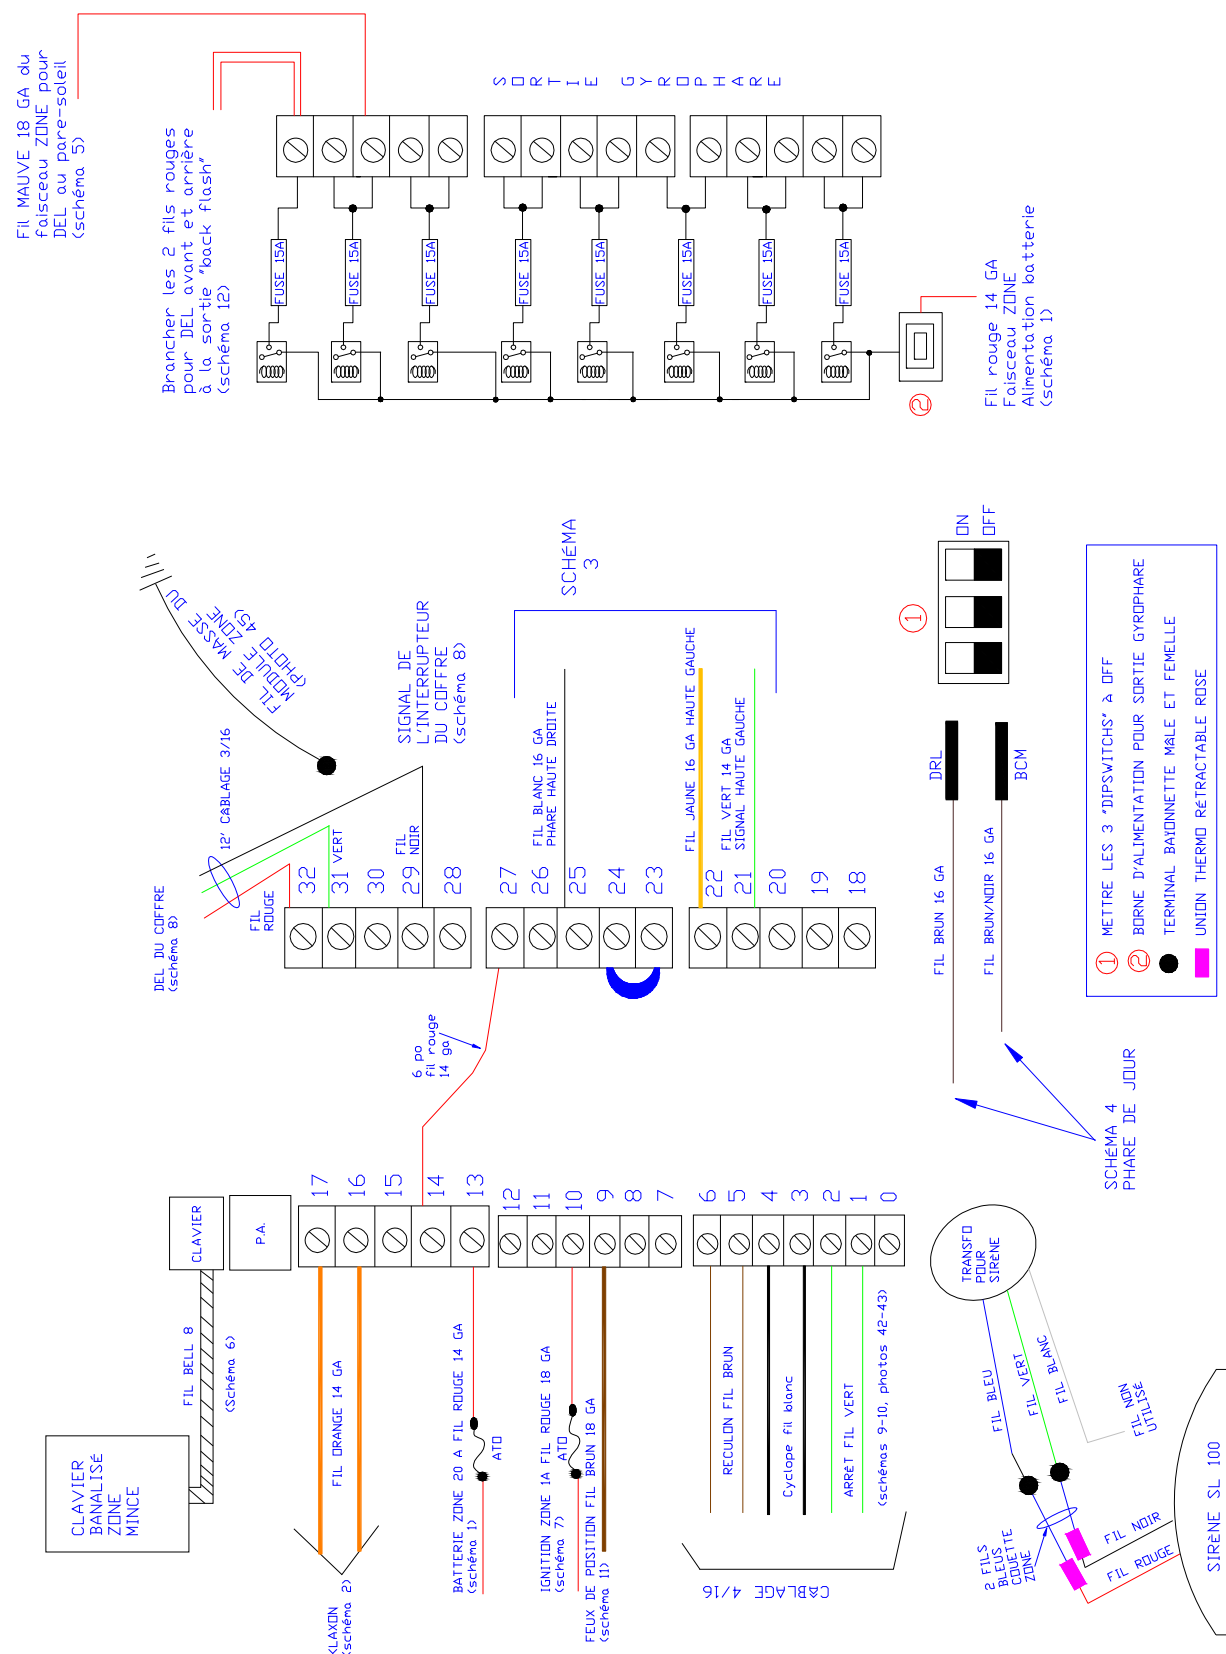 Fil MAUVE 18 GA du
faisceau ZONE pour
DEL au pare-soleil
(schéma 5)
Brancher les 2 fils rouges
pour DEL avant et arrière
à la sortie "back flash"
(schéma 12)
SORTIE GYROPHARE
FUSE 15A
FUSE 15A
FUSE 15A
FUSE 15A
FUSE 15A
FUSE 15A
FUSE 15A
FUSE 15A
2
Fil rouge 14 GA
Faisceau ZONE
Alimentation batterie
(schéma 1)
FIL DE MASSE DU
MODULE ZONE
(PHOTO 45)
12' CÂBLAGE 3/16
DEL DU COFFRE
(schéma 8)
FIL
ROUGE
VERT
FIL
NOIR
SIGNAL DE
L'INTERRUPTEUR
DU COFFRE
(schéma 8)
32
31
30
29
28
SCHÉMA
3
FIL BLANC 16 GA
PHARE HAUTE DROITE
27
26
25
24
23
FIL JAUNE 16 GA HAUTE GAUCHE
FIL VERT 14 GA
SIGNAL HAUTE GAUCHE
22
21
20
19
18
6 po
fil rouge
14 ga
1
ON
OFF
DRL
BCM
FIL BRUN 16 GA
FIL BRUN/NOIR 16 GA
SCHÉMA 4
PHARE DE JOUR
1 METTRE LES 3 "DIPSWITCHS" À OFF
2 BORNE D'ALIMENTATION POUR SORTIE GYROPHARE
TERMINAL BAÏONNETTE MÂLE ET FEMELLE
UNION THERMO RÉTRACTABLE ROSE
CLAVIER
P.A.
FIL BELL 8
(Schéma 6)
CLAVIER
BANALISÉ
ZONE
MINCE
17
16
15
14
13
12
11
10
9
8
7
6
5
4
3
2
1
0
FIL ORANGE 14 GA
KLAXON
(schéma 2)
BATTERIE ZONE 20 A FIL ROUGE 14 GA
(schéma 1)
ATO
IGNITION ZONE 1A FIL ROUGE 18 GA
(schéma 7)
ATO
FEUX DE POSITION FIL BRUN 18 GA
(schéma 11)
RECULON FIL BRUN
Cyclope fil blanc
ARRÊT FIL VERT
(schémas 9-10, photos 42-43)
CÂBLAGE 4/16
TRANSFO
POUR
SIRÈNE
FIL BLEU
FIL VERT
FIL BLANC
FIL NON
UTILISÉ
2 FILS
BLEUS
COUETTE
ZONE
FIL NOIR
FIL ROUGE
SIRÈNE SL 100